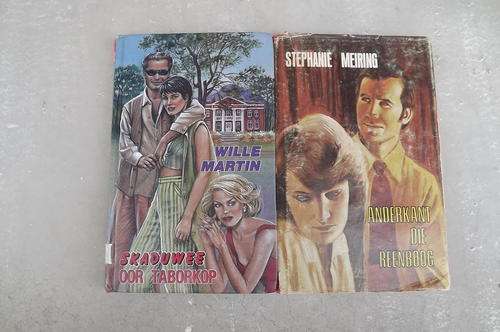 WILLE
MARTIN
SKADUWEE
OOR TABORKOP
STEPHANIE MEIRING
ANDERKANT
DIE
REENBOOG